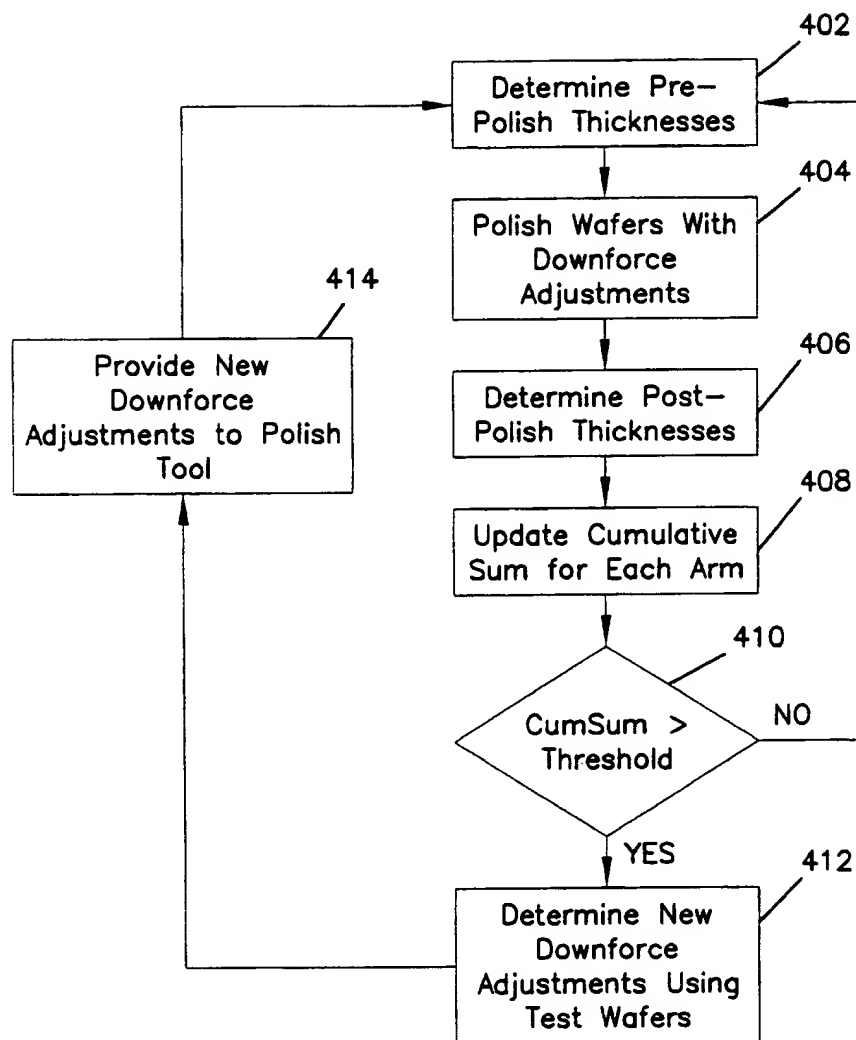 402
Determine Pre-
Polish Thicknesses
404
Polish Wafers With
Downforce
Adjustments
414
Provide New
Downforce
Adjustments to Polish
Tool
406
Determine Post-
Polish Thicknesses
408
Update Cumulative
Sum for Each Arm
410
CumSum >
Threshold
NO
YES
412
Determine New
Downforce
Adjustments Using
Test Wafers